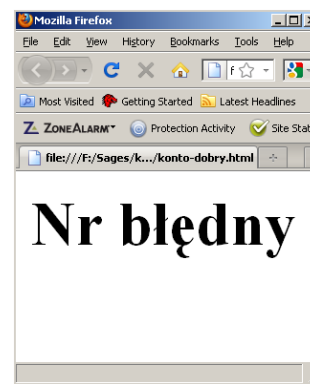 Mozilla Firefox
File Edit View History Bookmarks Tools Help
f
Most Visited Getting Started Latest Headlines
ZA ZONEALARM Protection Activity Site Stat
file:///F:/Sages/k.../konto-dobry.html
Nr błędny